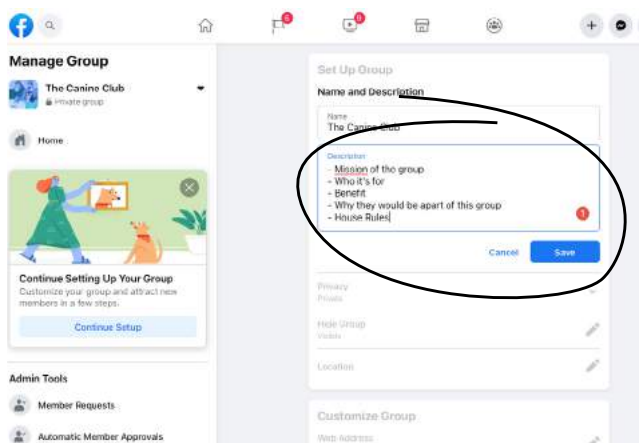 6
9
Manage Group
The Canine Club
Private group
Home
Continue Setting Up Your Group
Customize your group and attract new
members in a few steps.
Continue Setup
Admin Tools
Member Requests
Automatic Member Approvals
Set Up Group
Name and Description
Name
The Canine Club
Description
- Mission of the group
- Who it's for
- Benefit
- Why they would be apart of this group
- House Rules
1
Cancel
Save
Privacy
Private
Hide Group
Visible
Location
Customize Group
Web Address